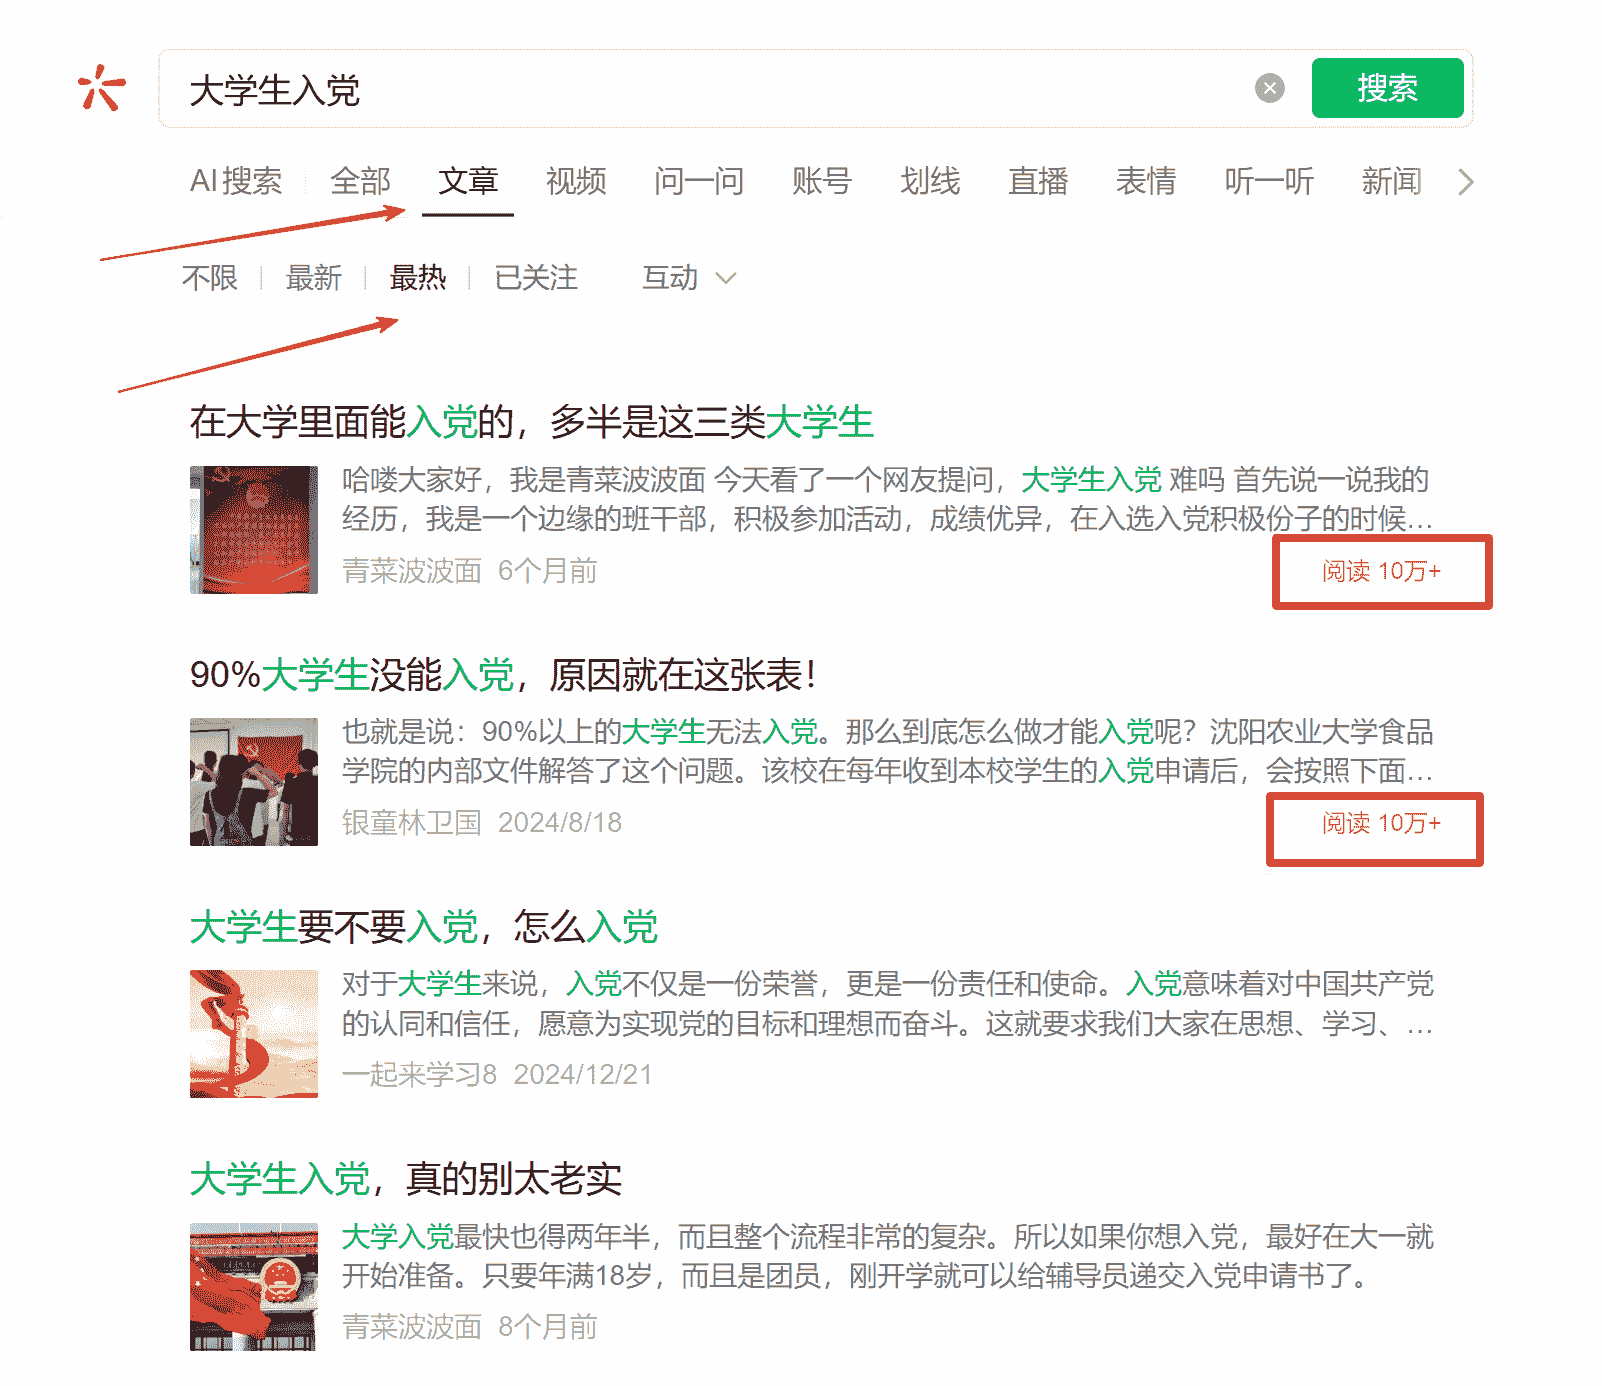 大学生入党
搜索
AI搜索 全部 文章 视频 问一问 账号 划线 直播 表情 听一听 新闻
不限 最新 最热 已关注 互动
在大学里面能入党的，多半是这三类大学生
哈喽大家好，我是青菜波波面 今天看了一个网友提问，大学生入党 难吗 首先说一说我的
经历，我是一个边缘的班干部，积极参加活动，成绩优异，在入选入党积极份子的时候...
青菜波波面 6个月前
阅读 10万+
90%大学生没能入党，原因就在这张表！
也就是说：90%以上的大学生无法入党。那么到底怎么做才能入党呢？沈阳农业大学食品
学院的内部文件解答了这个问题。该校在每年收到本校学生的入党申请后，会按照下面...
银童林卫国 2024/8/18
阅读 10万+
大学生要不要入党，怎么入党
对于大学生来说，入党不仅是一份荣誉，更是一份责任和使命。入党意味着对中国共产党
的认同和信任，愿意为实现党的目标和理想而奋斗。这就要求我们大家在思想、学习、...
一起来学习8 2024/12/21
大学生入党，真的别太老实
大学入党最快也得两年半，而且整个流程非常的复杂。所以如果你想入党，最好在大一就
开始准备。只要年满18岁，而且是团员，刚开学就可以给辅导员递交入党申请书了。
青菜波波面 8个月前